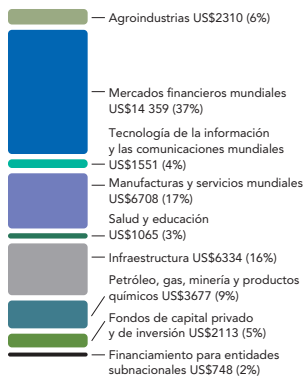 Agroindustrias US$2310 (6%)
Mercados financieros mundiales
US$14 359 (37%)
Tecnología de la información
y las comunicaciones mundiales
US$1551 (4%)
Manufacturas y servicios mundiales
US$6708 (17%)
Salud y educación
US$1065 (3%)
Infraestructura US$6334 (16%)
Petróleo, gas, minería y productos
químicos US$3677 (9%)
Fondos de capital privado
y de inversión US$2113 (5%)
Financiamiento para entidades
subnacionales US$748 (2%)